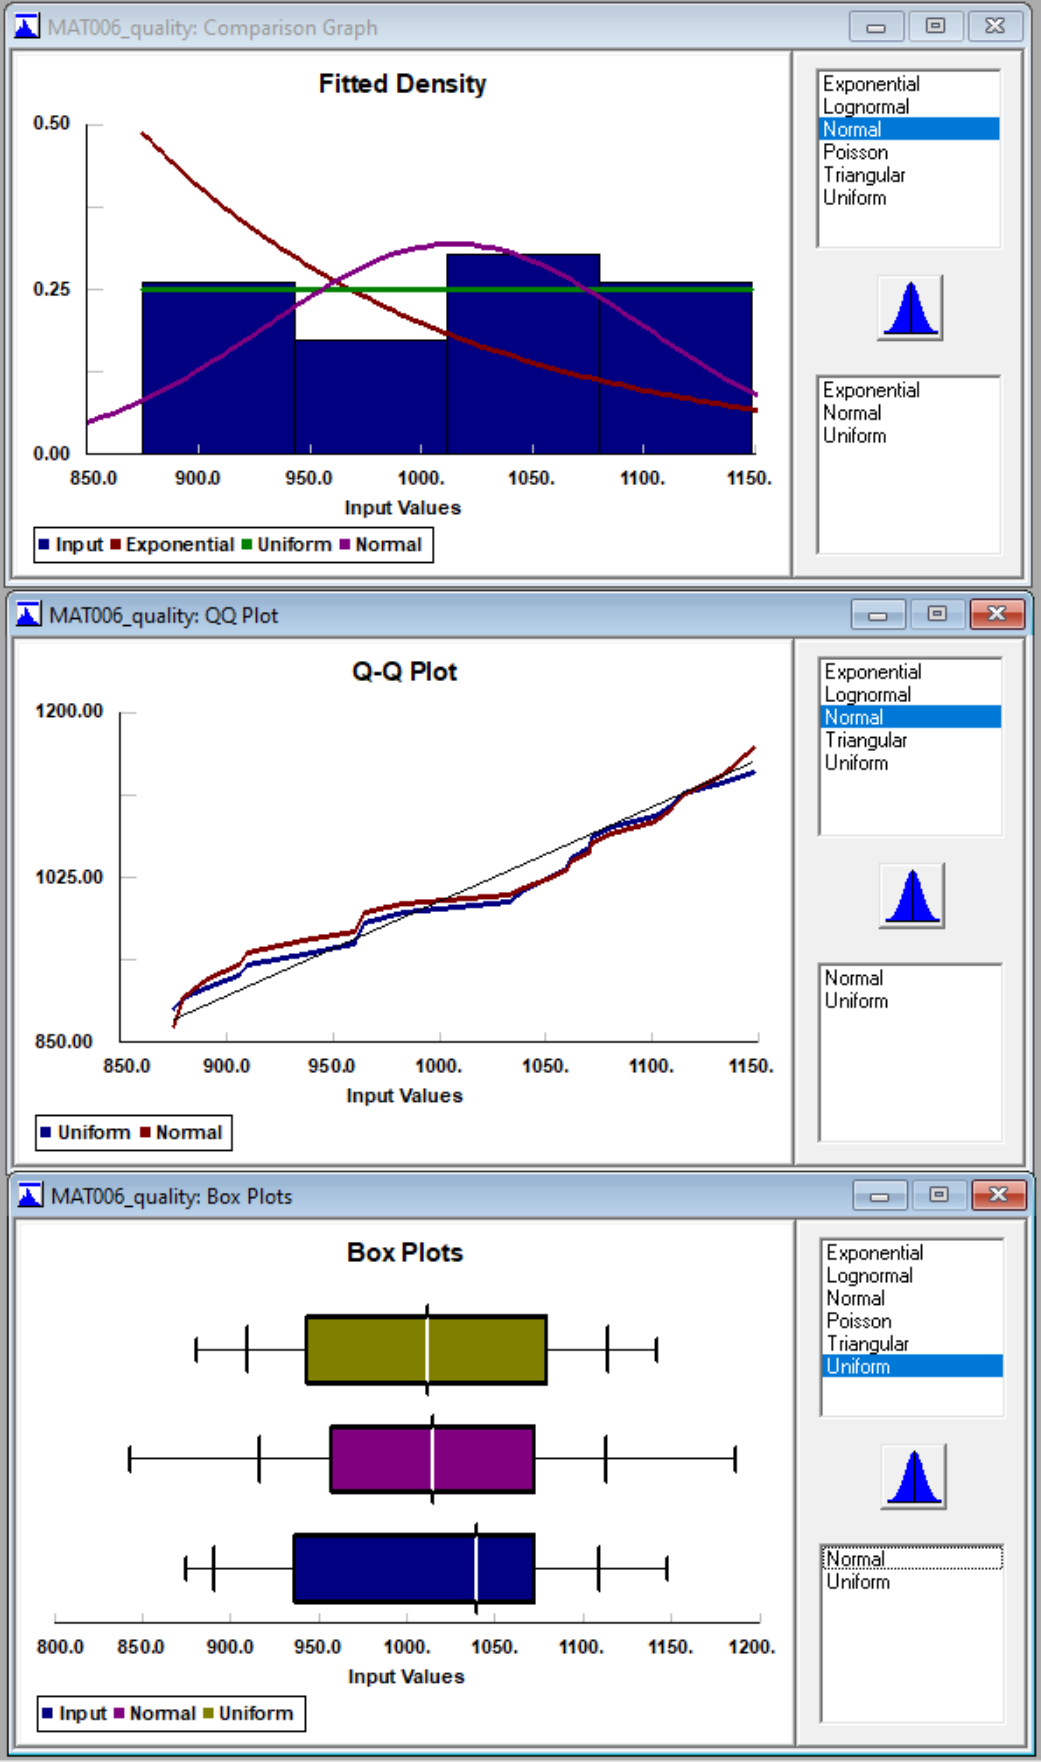 MAT006_quality: Comparison Graph
Fitted Density
0.50
0.25
0.00
850.0 900.0 950.0 1000. 1050. 1100. 1150.
Input Values
Input Exponential Uniform Normal
Exponential
Lognormal
Normal
Poisson
Triangular
Uniform
Exponential
Normal
Uniform
MAT006_quality: QQ Plot
Q-Q Plot
1200.00
1025.00
850.00
850.0 900.0 950.0 1000. 1050. 1100. 1150.
Input Values
Uniform Normal
Exponential
Lognormal
Normal
Triangular
Uniform
Normal
Uniform
MAT006_quality: Box Plots
Box Plots
800.0 850.0 900.0 950.0 1000. 1050. 1100. 1150. 1200.
Input Values
Input Normal Uniform
Exponential
Lognormal
Normal
Poisson
Triangular
Uniform
Normal
Uniform